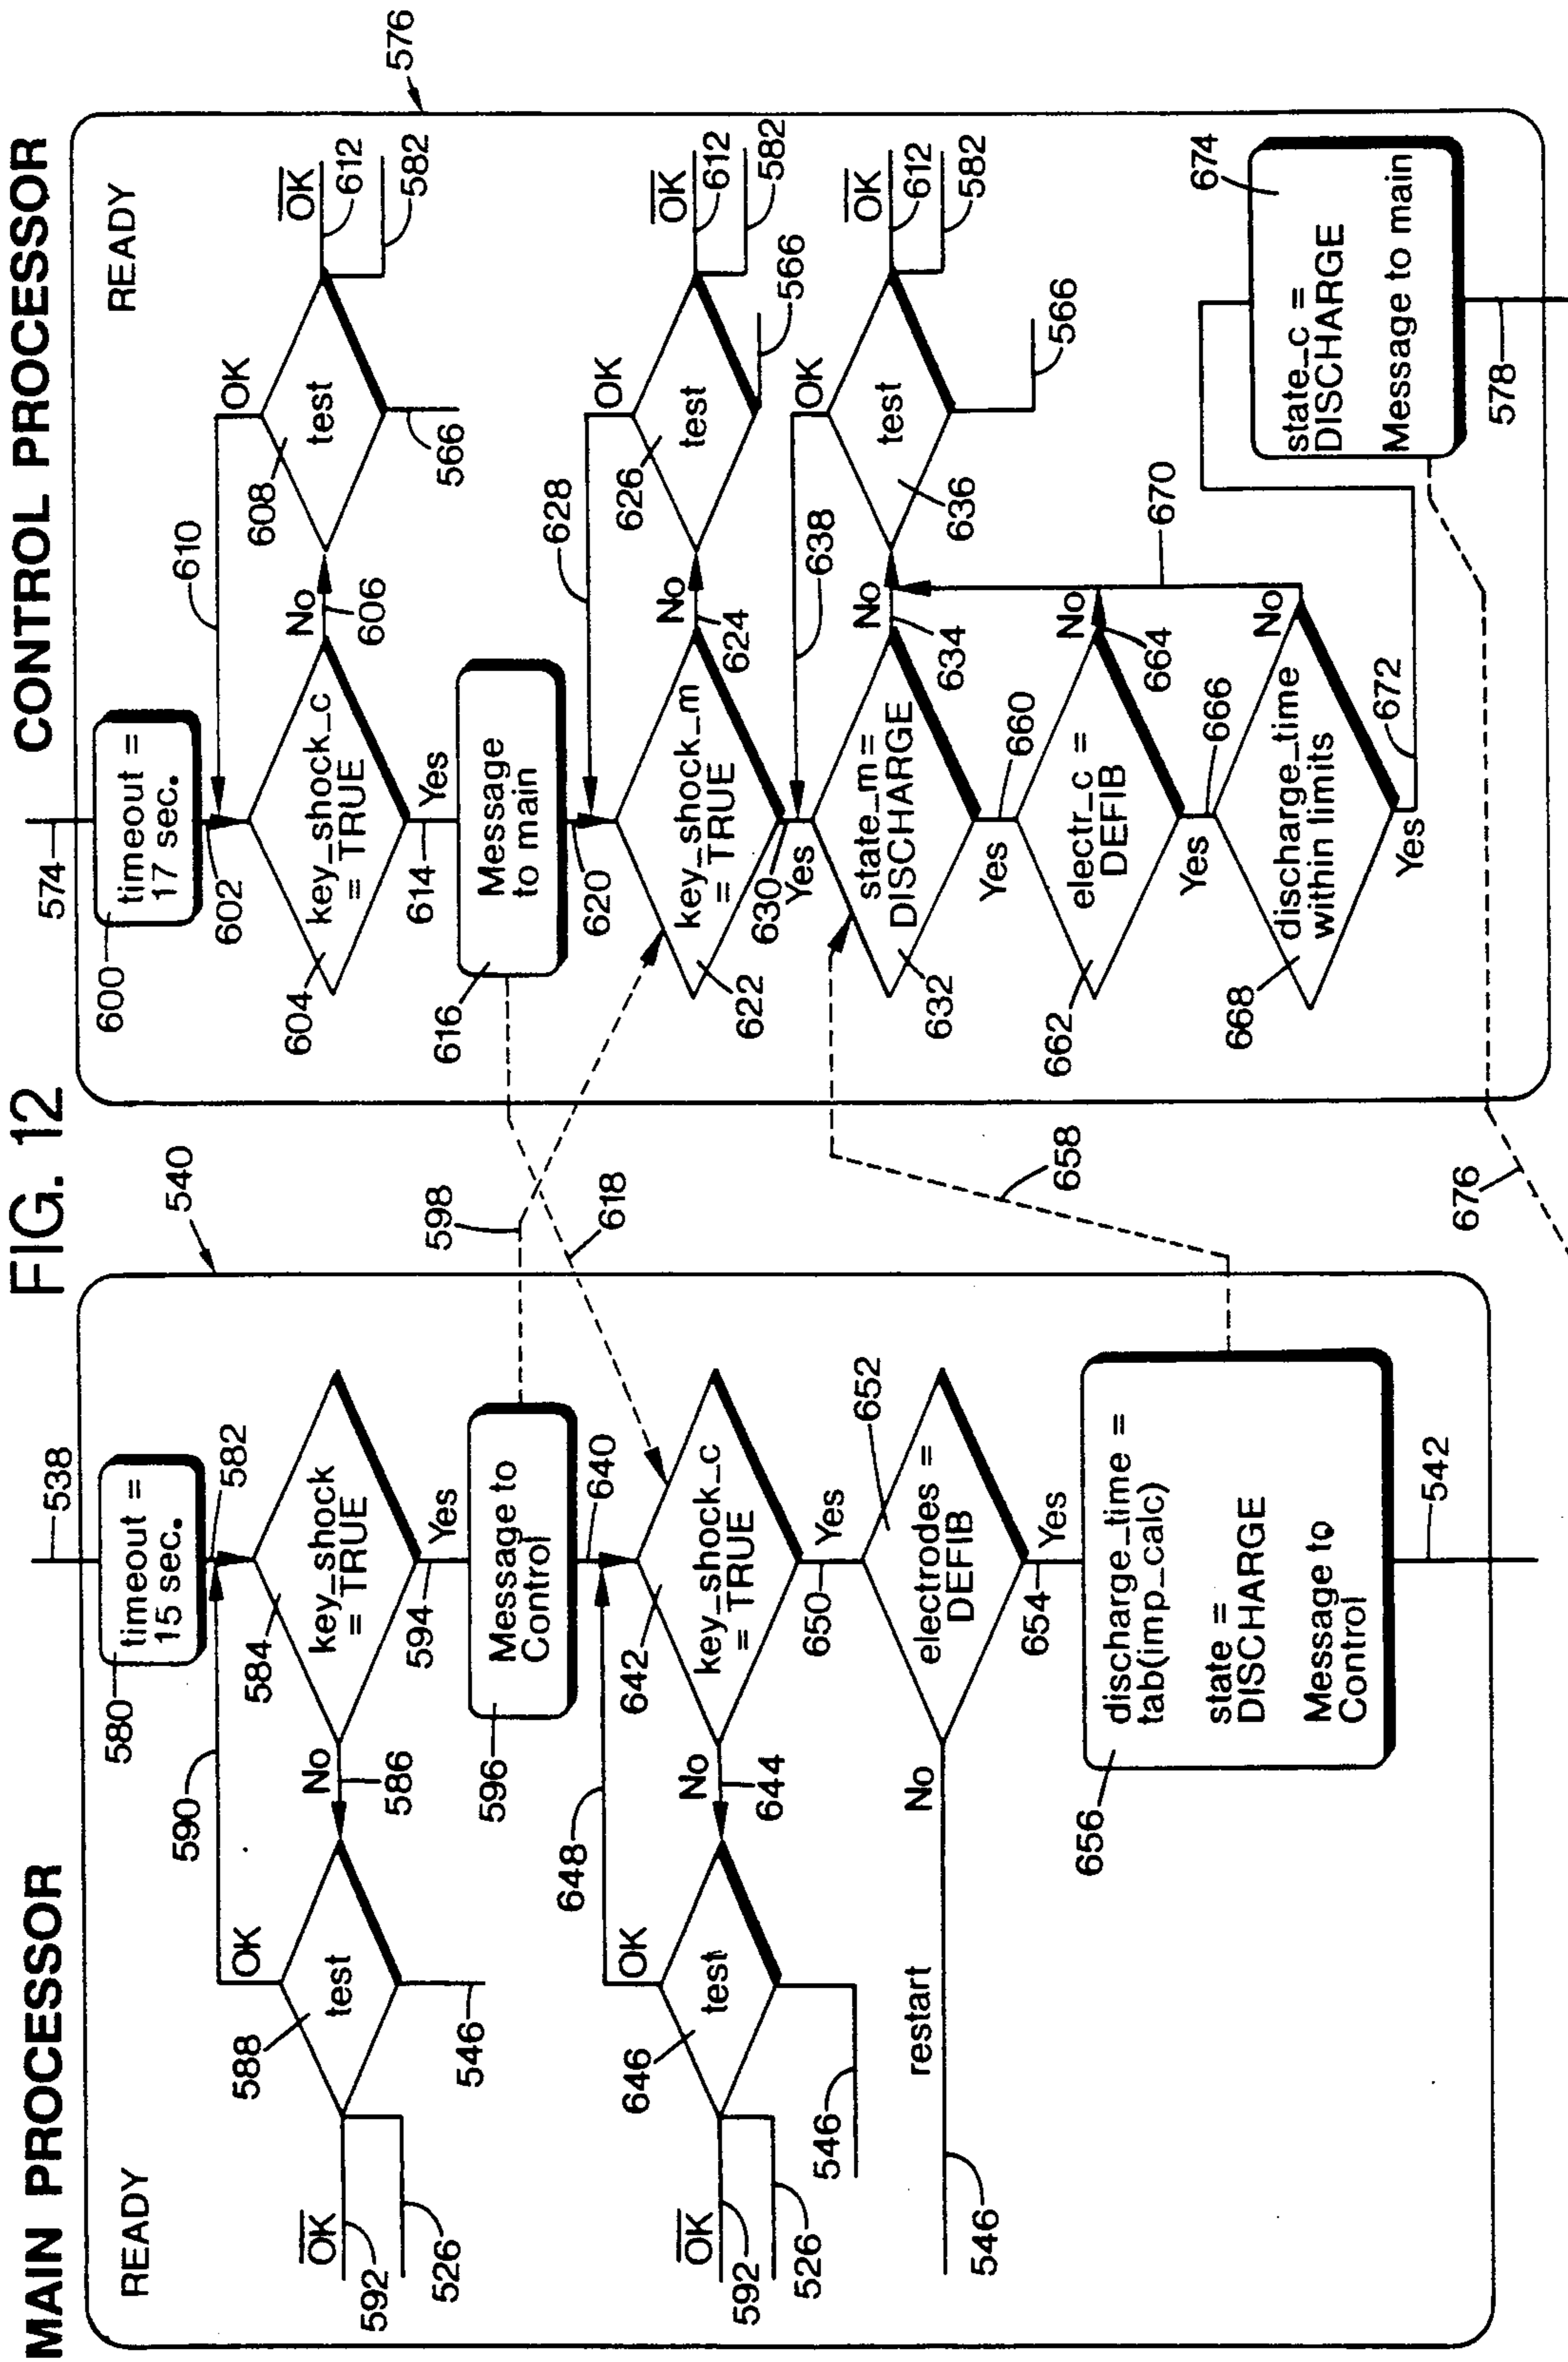 FIG. 12
MAIN PROCESSOR
READY
538
540
580
timeout =
15 sec.
582
590
584
key_shock
= TRUE
No
586
OK
588
test
O̅K̅
592
526
546
Yes
594
596
Message to
Control
598
618
640
648
642
key_shock_c
= TRUE
No
644
OK
646
test
O̅K̅
592
526
546
Yes
650
652
electrodes =
DEFIB
No
restart
546
Yes
654
656
discharge_time =
tab(imp_calc)
state =
DISCHARGE
Message to
Control
658
542
CONTROL PROCESSOR
READY
574
576
600
timeout =
17 sec.
602
610
604
key_shock_c
= TRUE
No
606
608
test
OK
O̅K̅
612
582
566
614
Yes
616
Message
to main
620
628
622
key_shock_m
= TRUE
No
624
626
test
OK
O̅K̅
612
582
566
630
Yes
638
632
state_m =
DISCHARGE
No
634
636
test
OK
O̅K̅
612
582
566
Yes
660
662
electr_c =
DEFIB
No
664
670
Yes
666
668
discharge_time
within limits
No
Yes
672
674
state_c =
DISCHARGE
Message to main
676
578